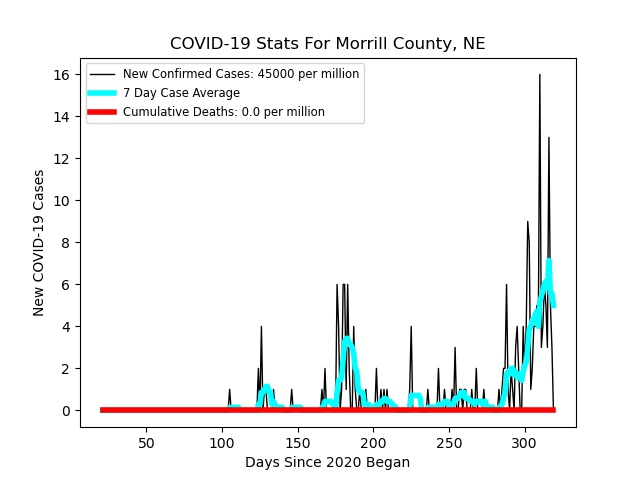 COVID-19 Stats For Morrill County, NE
New Confirmed Cases: 45000 per million
7 Day Case Average
Cumulative Deaths: 0.0 per million
New COVID-19 Cases
16
14
12
10
8
6
4
2
0
50 100 150 200 250 300
Days Since 2020 Began